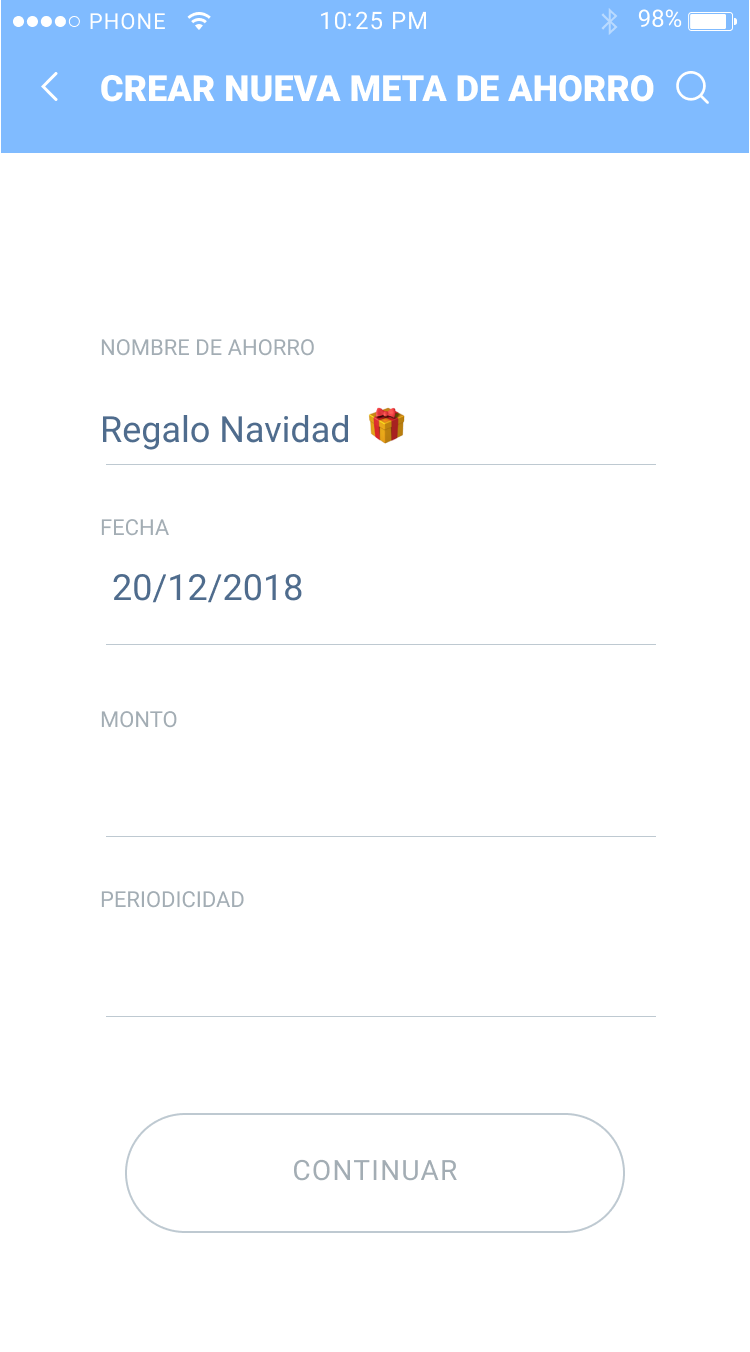 PHONE 10:25 PM 98%
CREAR NUEVA META DE AHORRO
NOMBRE DE AHORRO
Regalo Navidad 🎁
FECHA
20/12/2018
MONTO
PERIODICIDAD
CONTINUAR